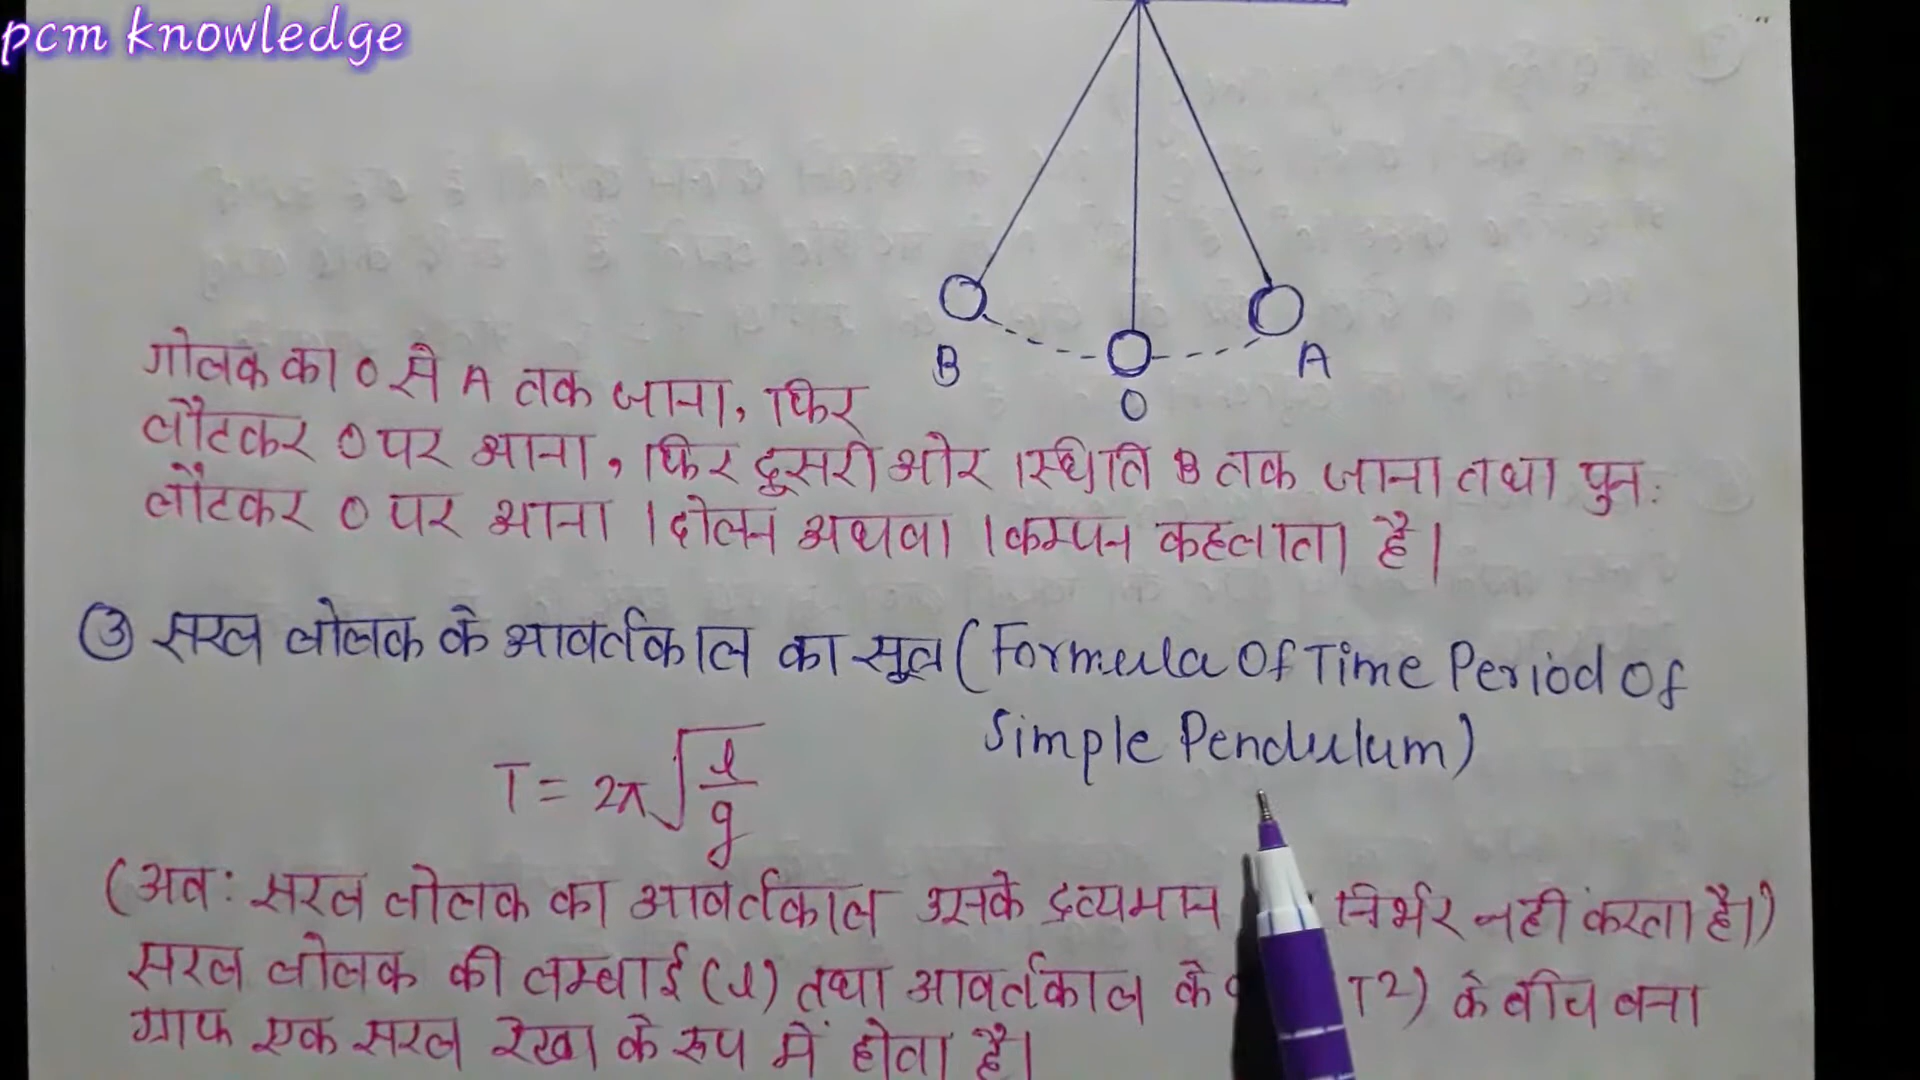 pcm knowledge
B
O
A
गोलक का O से A तक जाना, फिर
लौटकर O पर आना, फिर दूसरी ओर स्थिति B तक जाना तथा पुनः
लौटकर O पर आना 1 दोलन अथवा 1 कम्पन कहलाता है।
③ सरल लोलक के आवर्तकाल का सूत्र (Formula Of Time Period Of
Simple Pendulum)
T = 2π√(l/g)
(अतः सरल लोलक का आवर्तकाल उसके द्रव्यमान निर्भर नहीं करता है।)
सरल लोलक की लम्बाई (l) तथा आवर्तकाल के T2) के बीच बना
ग्राफ एक सरल रेखा के रूप में होता है।